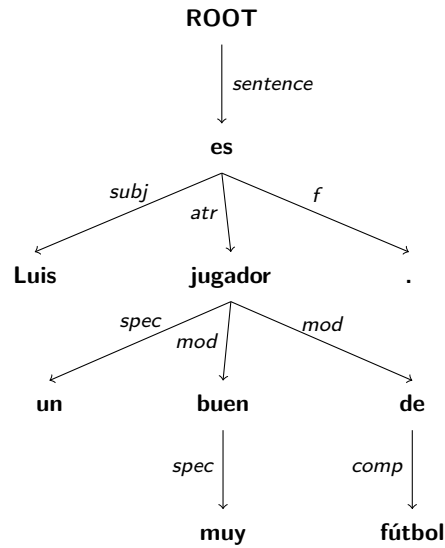 ROOT
sentence
es
subj atr f
Luis jugador .
spec mod mod
un buen de
spec comp
muy fútbol